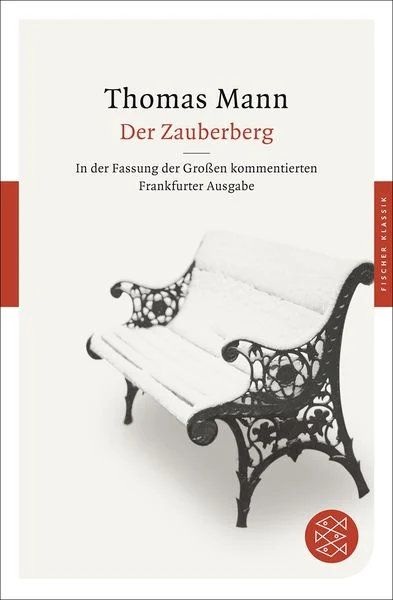 Thomas Mann
Der Zauberberg
In der Fassung der Großen kommentierten
Frankfurter Ausgabe
FISCHER KLASSIK